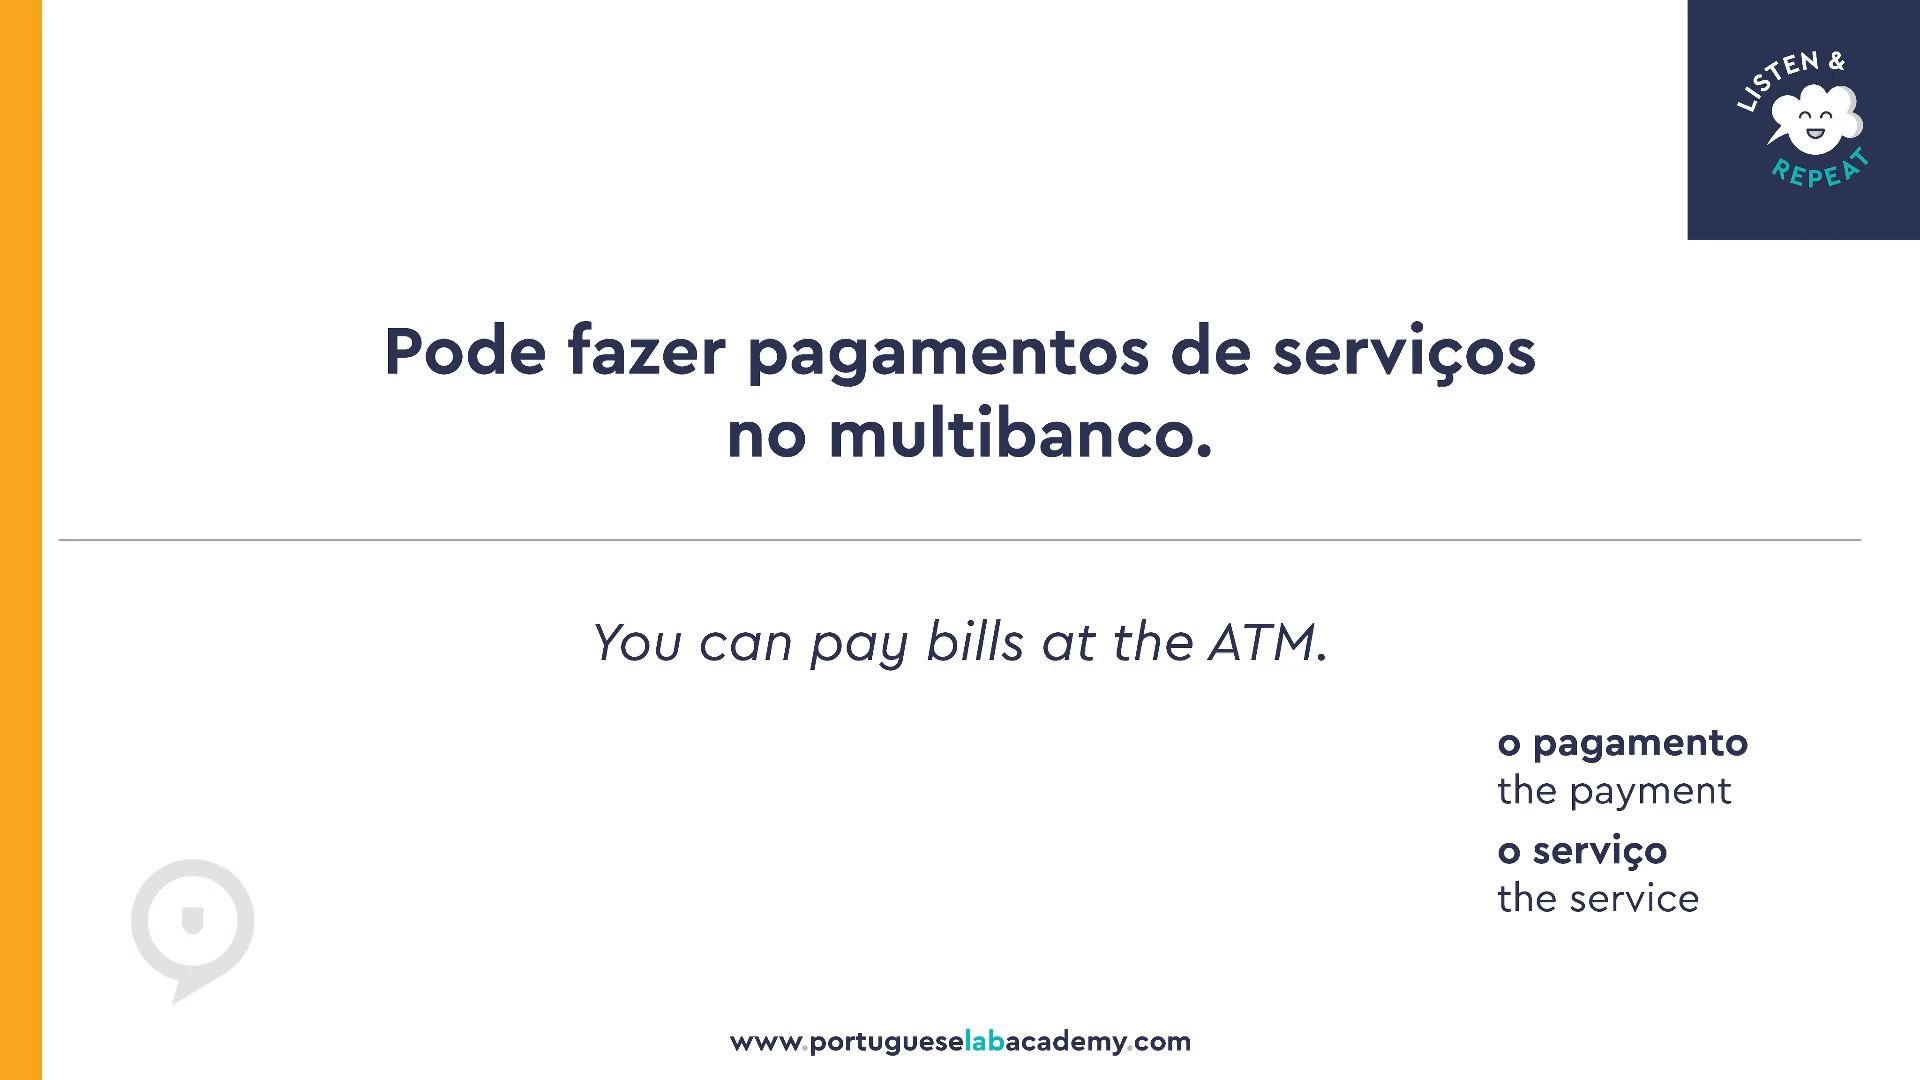 LISTEN &
REPEAT
Pode fazer pagamentos de serviços
no multibanco.
You can pay bills at the ATM.
o pagamento
the payment
o serviço
the service
www.portugueselabacademy.com